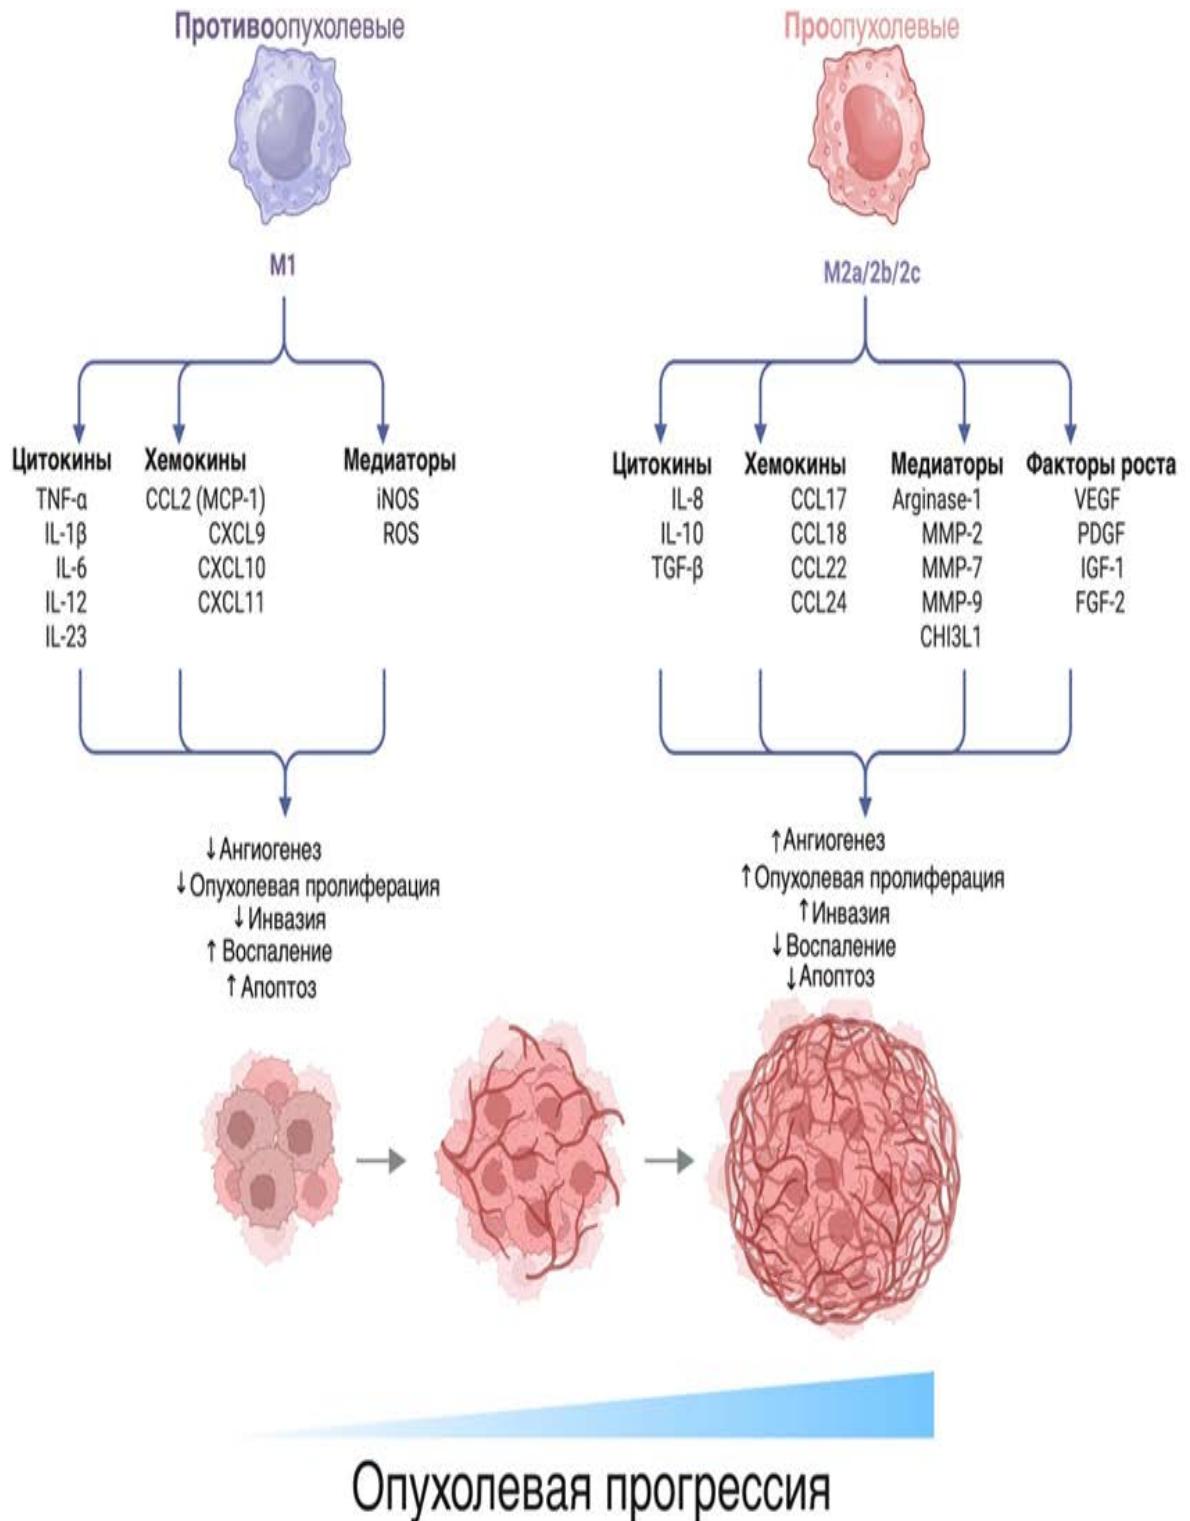 Противоопухолевые
M1
Цитокины
TNF-α
IL-1β
IL-6
IL-12
IL-23
Хемокины
CCL2 (MCP-1)
CXCL9
CXCL10
CXCL11
Медиаторы
iNOS
ROS
↓Ангиогенез
↓Опухолевая пролиферация
↓Инвазия
↑Воспаление
↑Апоптоз
Проопухолевые
M2a/2b/2c
Цитокины
IL-8
IL-10
TGF-β
Хемокины
CCL17
CCL18
CCL22
CCL24
Медиаторы
Arginase-1
MMP-2
MMP-7
MMP-9
CHI3L1
Факторы роста
VEGF
PDGF
IGF-1
FGF-2
↑Ангиогенез
↑Опухолевая пролиферация
↑Инвазия
↓Воспаление
↓Апоптоз
Опухолевая прогрессия